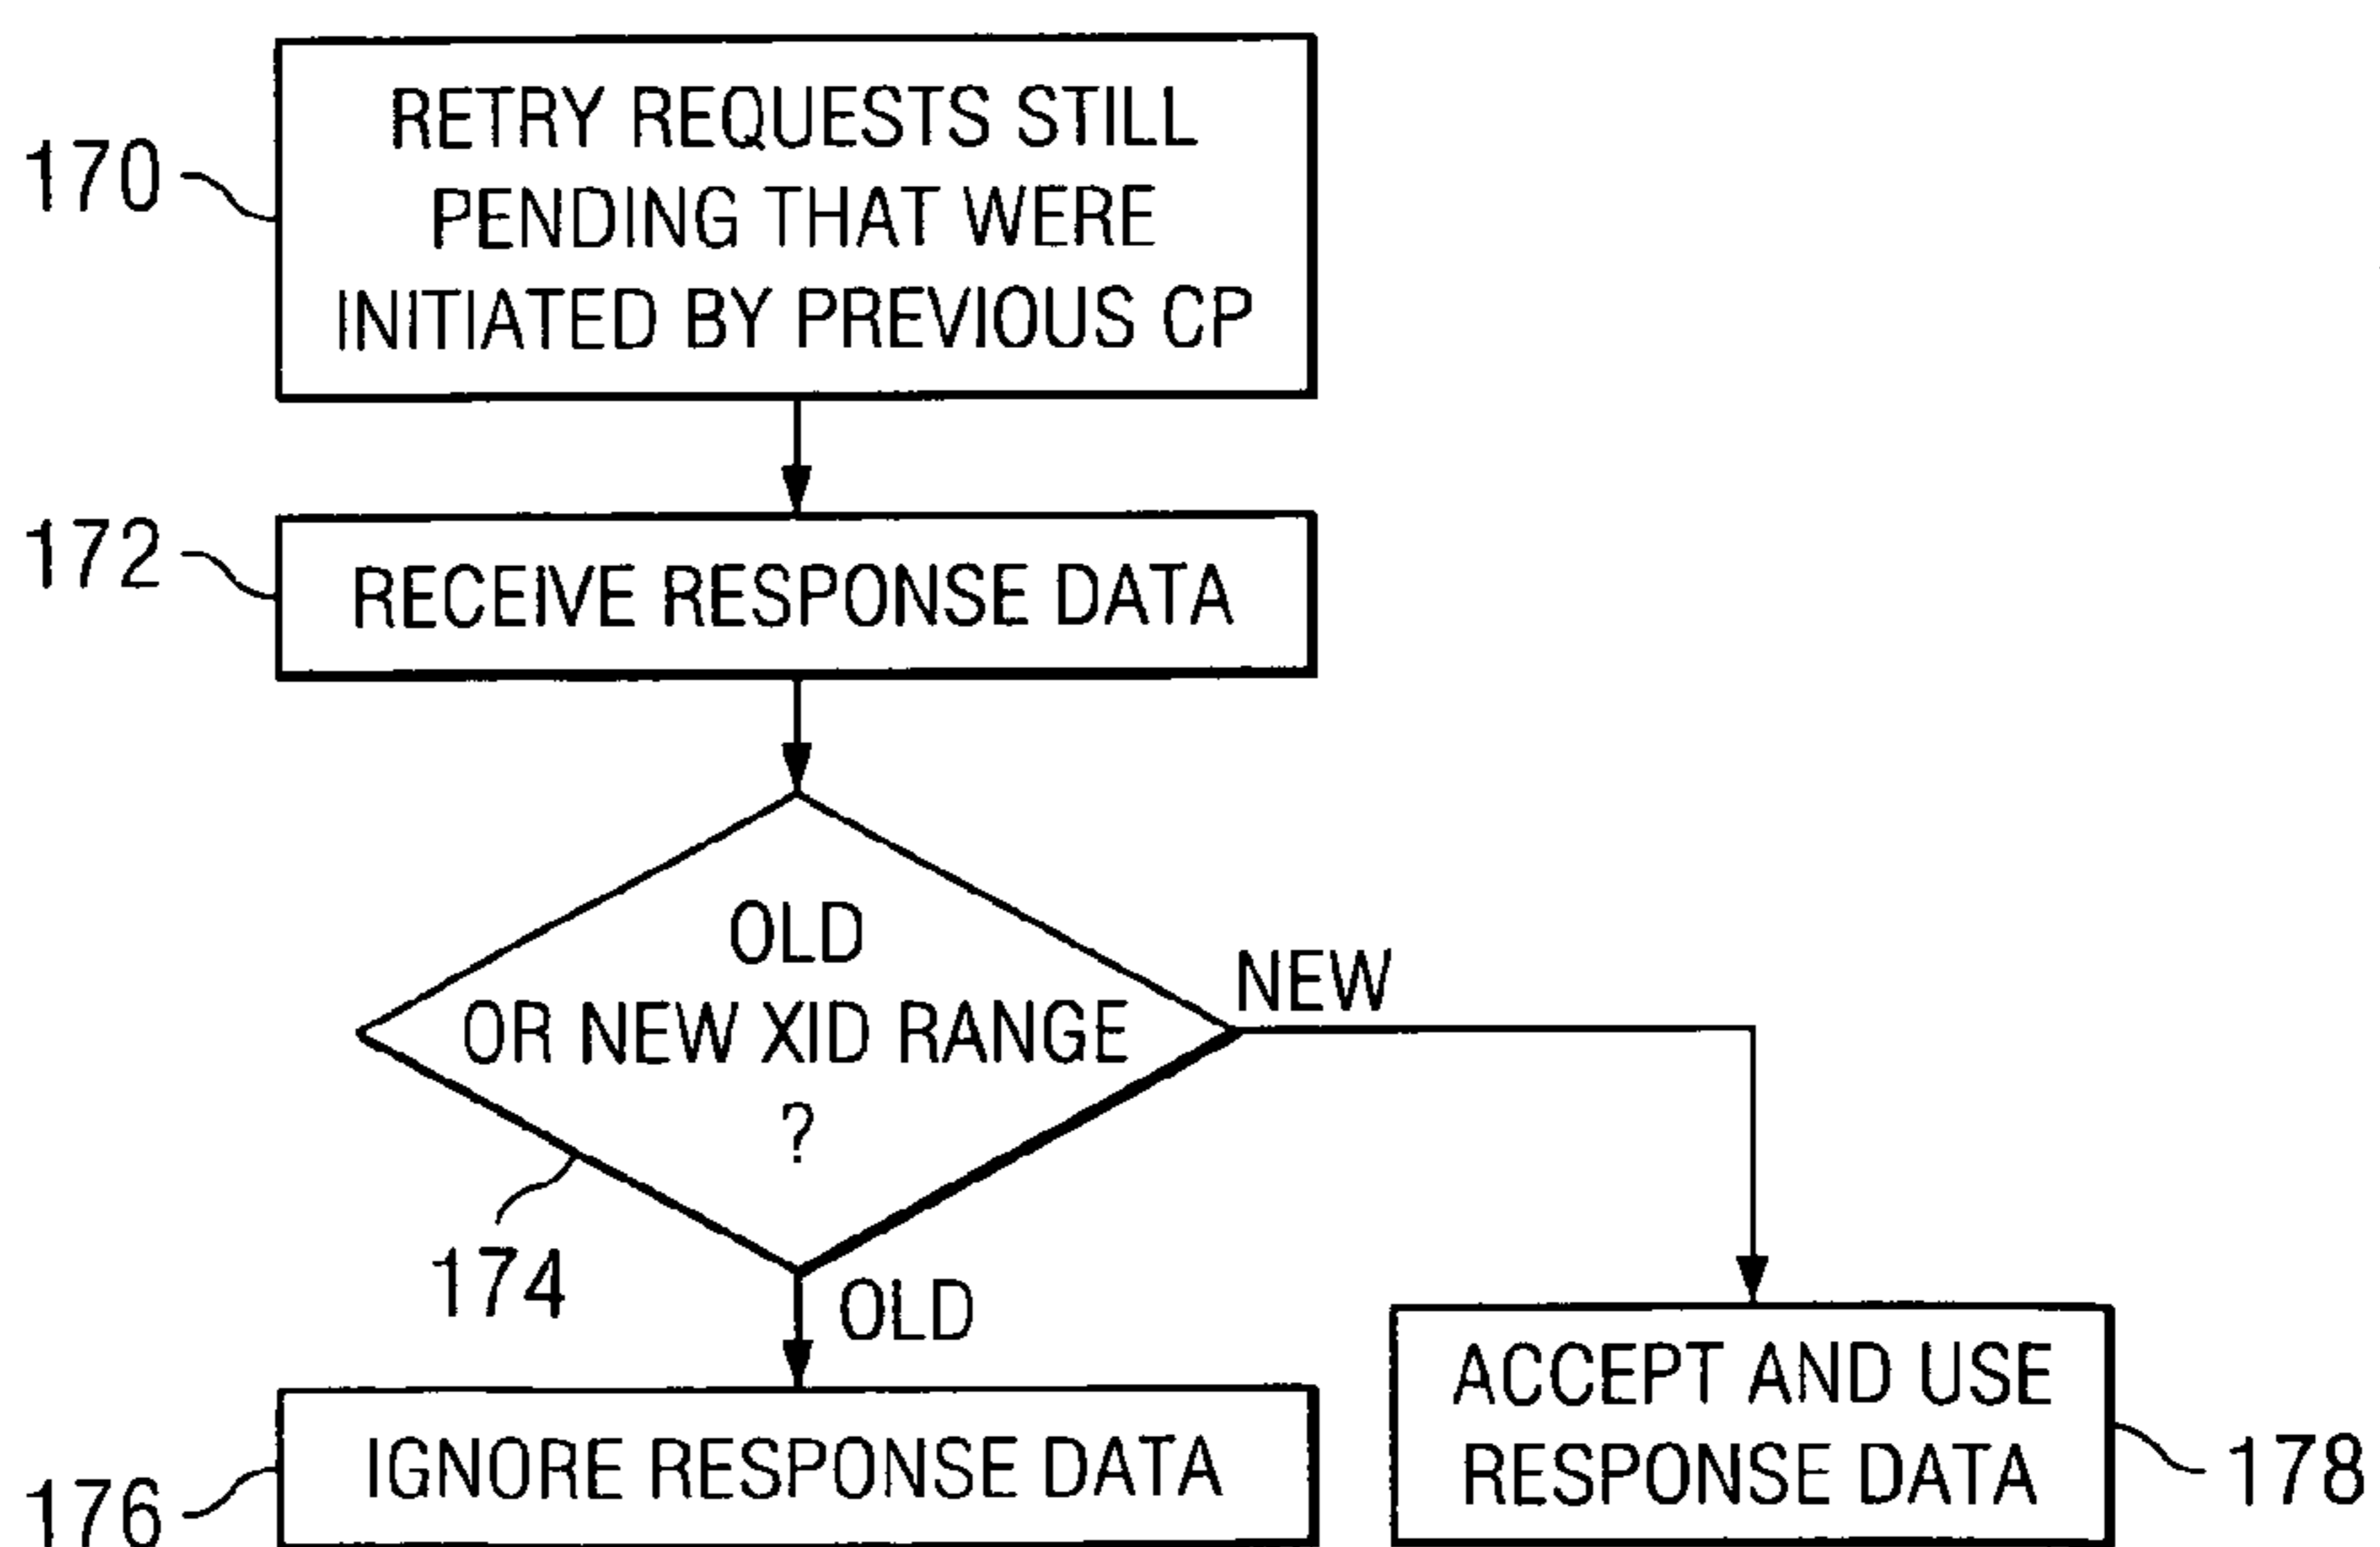 170
RETRY REQUESTS STILL
PENDING THAT WERE
INITIATED BY PREVIOUS CP
172
RECEIVE RESPONSE DATA
OLD
OR NEW XID RANGE
?
NEW
174
OLD
176
IGNORE RESPONSE DATA
ACCEPT AND USE
RESPONSE DATA
178